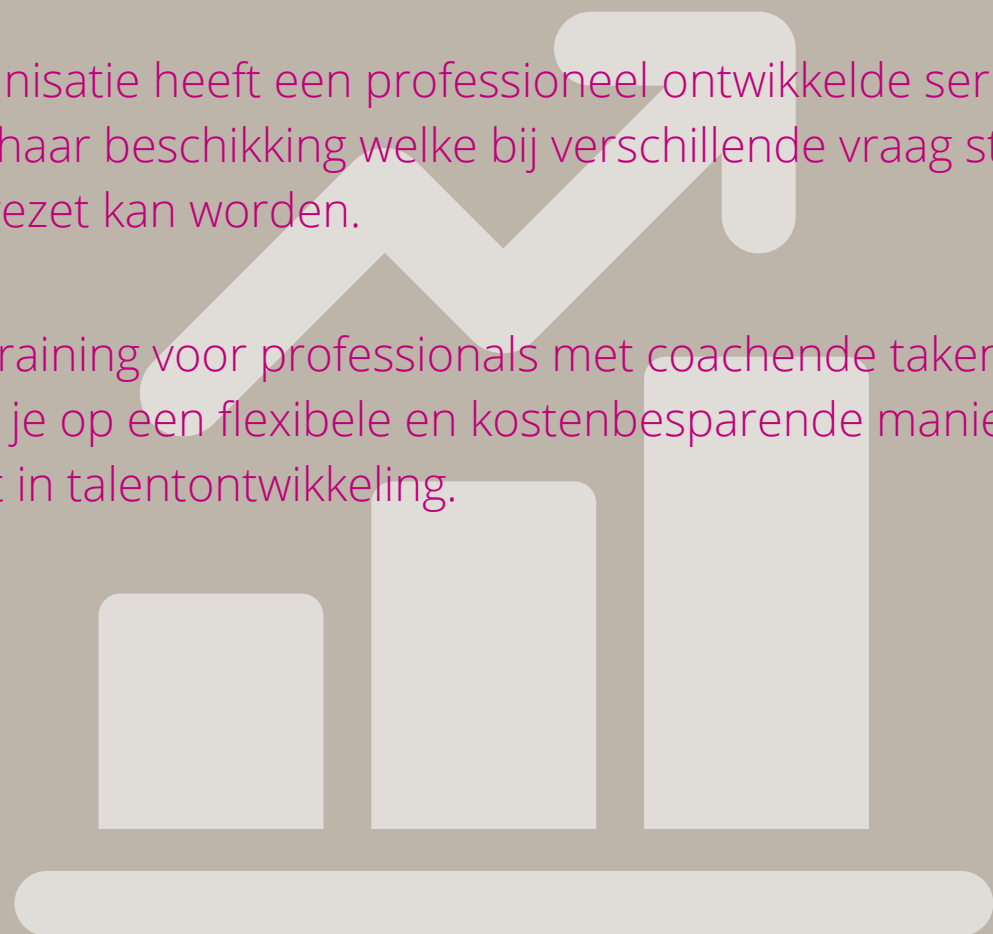 nisatie heeft een professioneel ontwikkelde ser
haar beschikking welke bij verschillende vraag st
ezet kan worden.
raining voor professionals met coachende taken
je op een flexibele en kostenbesparende manie
in talentontwikkeling.